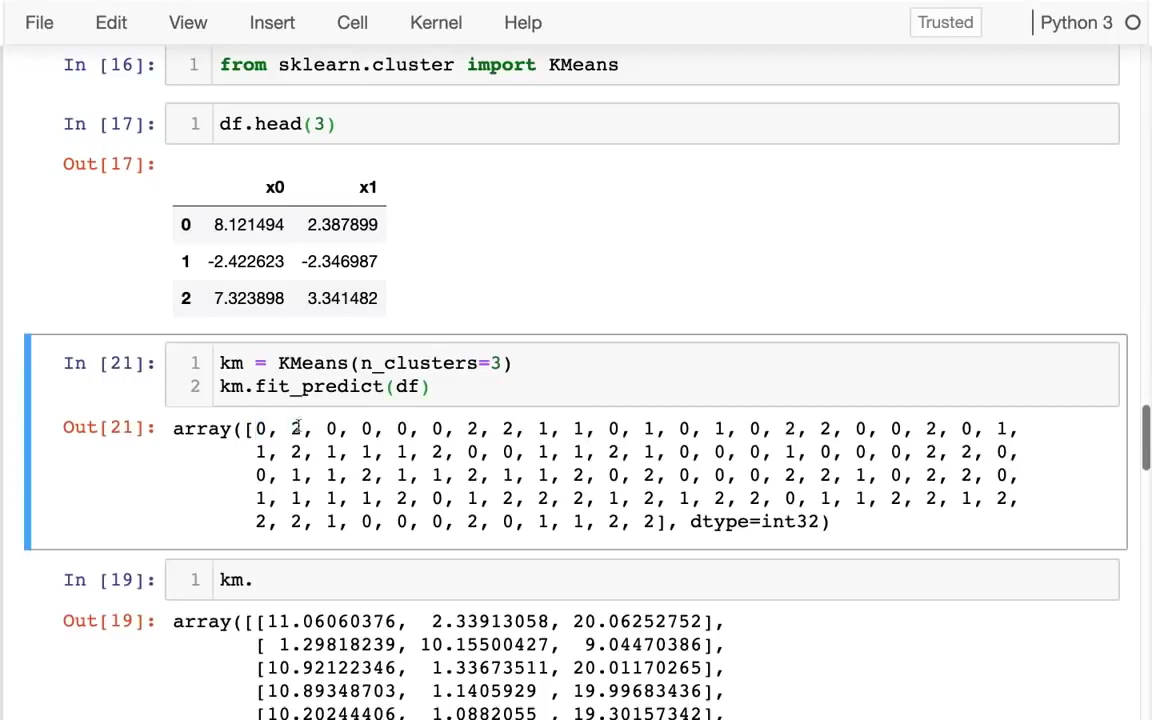 File Edit View Insert Cell Kernel Help Trusted Python 3
In [16]: 1 from sklearn.cluster import KMeans
In [17]: 1 df.head(3)
Out[17]:
x0 x1
0 8.121494 2.387899
1 -2.422623 -2.346987
2 7.323898 3.341482
In [21]: 1 km = KMeans(n_clusters=3)
2 km.fit_predict(df)
Out[21]: array([0, 2, 0, 0, 0, 0, 2, 2, 1, 1, 0, 1, 0, 1, 0, 2, 2, 0, 0, 2, 0, 1,
1, 2, 1, 1, 1, 2, 0, 0, 1, 1, 2, 1, 0, 0, 0, 1, 0, 0, 0, 2, 2, 0,
0, 1, 1, 2, 1, 1, 2, 1, 1, 2, 0, 2, 0, 0, 0, 2, 2, 1, 0, 2, 2, 0,
1, 1, 1, 1, 2, 0, 1, 2, 2, 2, 1, 2, 1, 2, 2, 0, 1, 1, 2, 2, 1, 2,
2, 2, 1, 0, 0, 0, 2, 0, 1, 1, 2, 2], dtype=int32)
In [19]: 1 km.
Out[19]: array([[11.06060376, 2.33913058, 20.06252752],
[ 1.29818239, 10.15500427, 9.04470386],
[10.92122346, 1.33673511, 20.01170265],
[10.89348703, 1.1405929 , 19.99683436],
[10.20244406, 1.0882055 , 19.30157342],